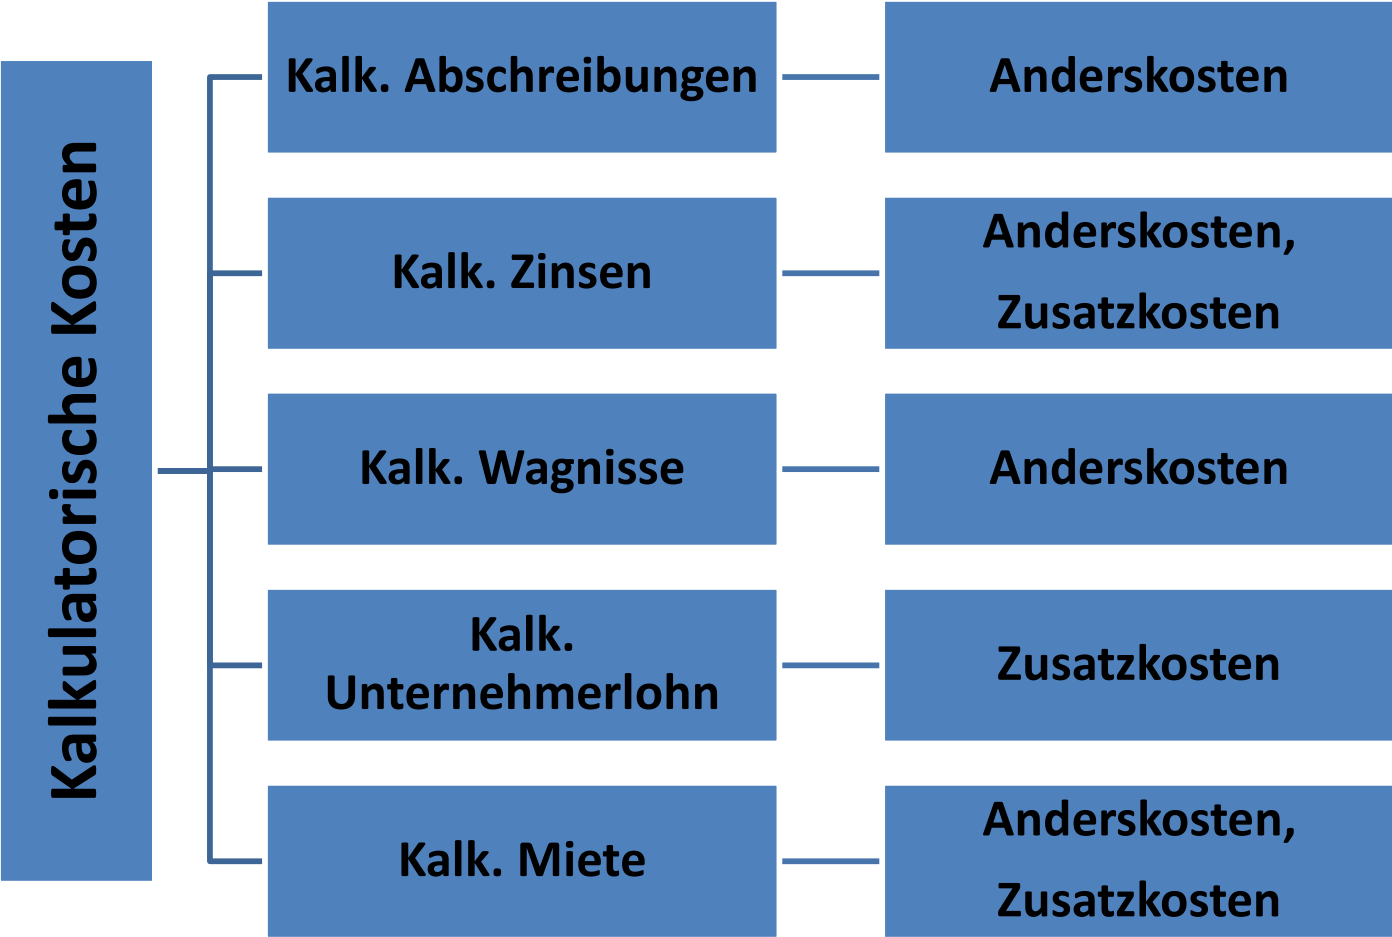 Kalkulatorische Kosten
Kalk. Abschreibungen
Anderskosten
Kalk. Zinsen
Anderskosten,
Zusatzkosten
Kalk. Wagnisse
Anderskosten
Kalk.
Unternehmerlohn
Zusatzkosten
Kalk. Miete
Anderskosten,
Zusatzkosten